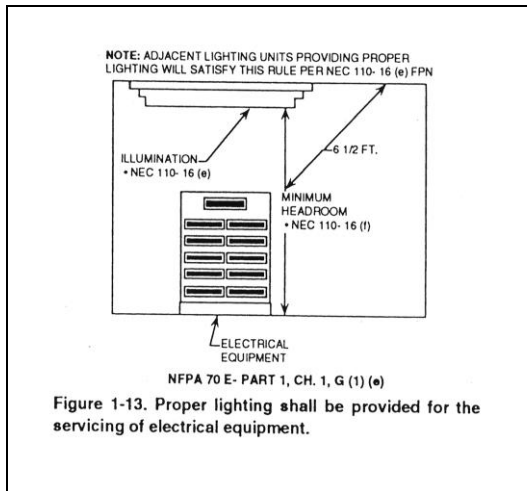 NOTE: ADJACENT LIGHTING UNITS PROVIDING PROPER
LIGHTING WILL SATISFY THIS RULE PER NEC 110- 16 (e) FPN
ILLUMINATION
• NEC 110- 16 (e)
6 1/2 FT.
MINIMUM
HEADROOM
• NEC 110- 16 (f)
ELECTRICAL
EQUIPMENT
NFPA 70 E- PART 1, CH. 1, G (1) (e)
Figure 1-13. Proper lighting shall be provided for the
servicing of electrical equipment.